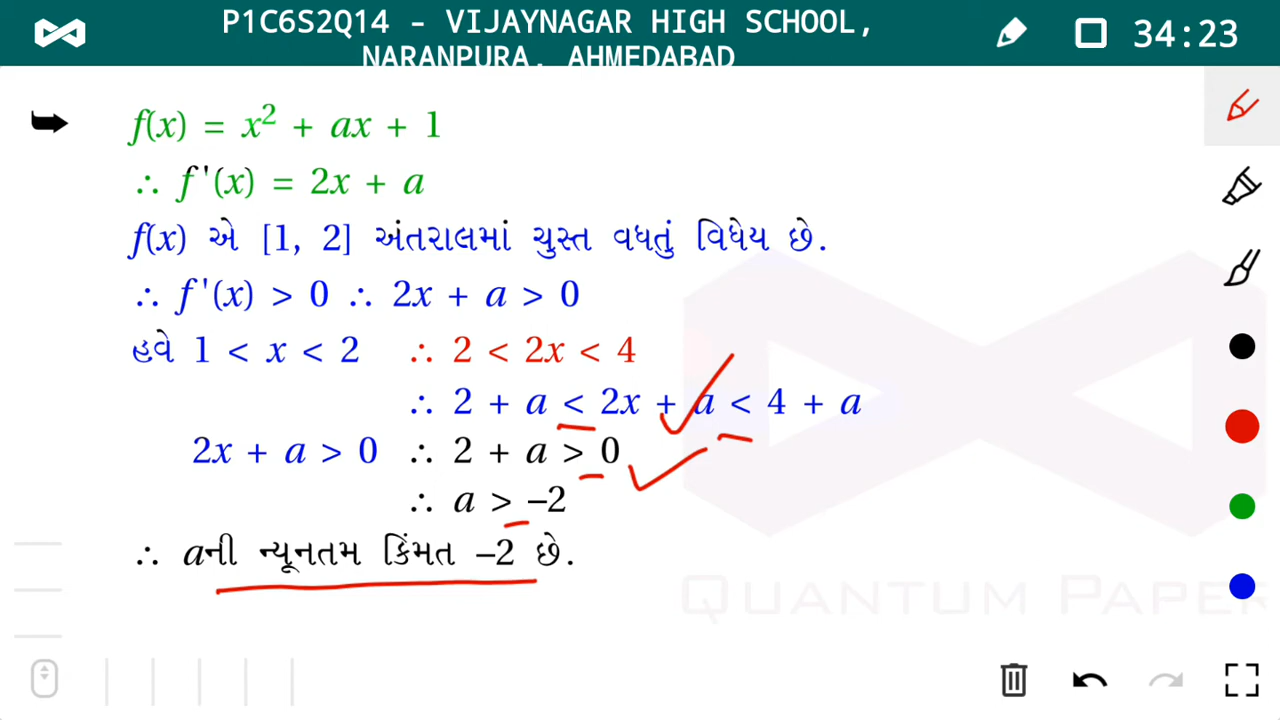 P1C6S2Q14 - VIJAYNAGAR HIGH SCHOOL,
NARANPURA, AHMEDABAD
34:23
➥ f(x) = x² + ax + 1
∴ f'(x) = 2x + a
f(x) એ [1, 2] અંતરાલમાં ચુસ્ત વધતું વિધેય છે.
∴ f'(x) > 0 ∴ 2x + a > 0
હવે 1 < x < 2 ∴ 2 < 2x < 4
∴ 2 + a < 2x + a < 4 + a
2x + a > 0 ∴ 2 + a > 0
∴ a > –2
∴ aની ન્યૂનતમ કિંમત –2 છે.
QUANTUM PAPER